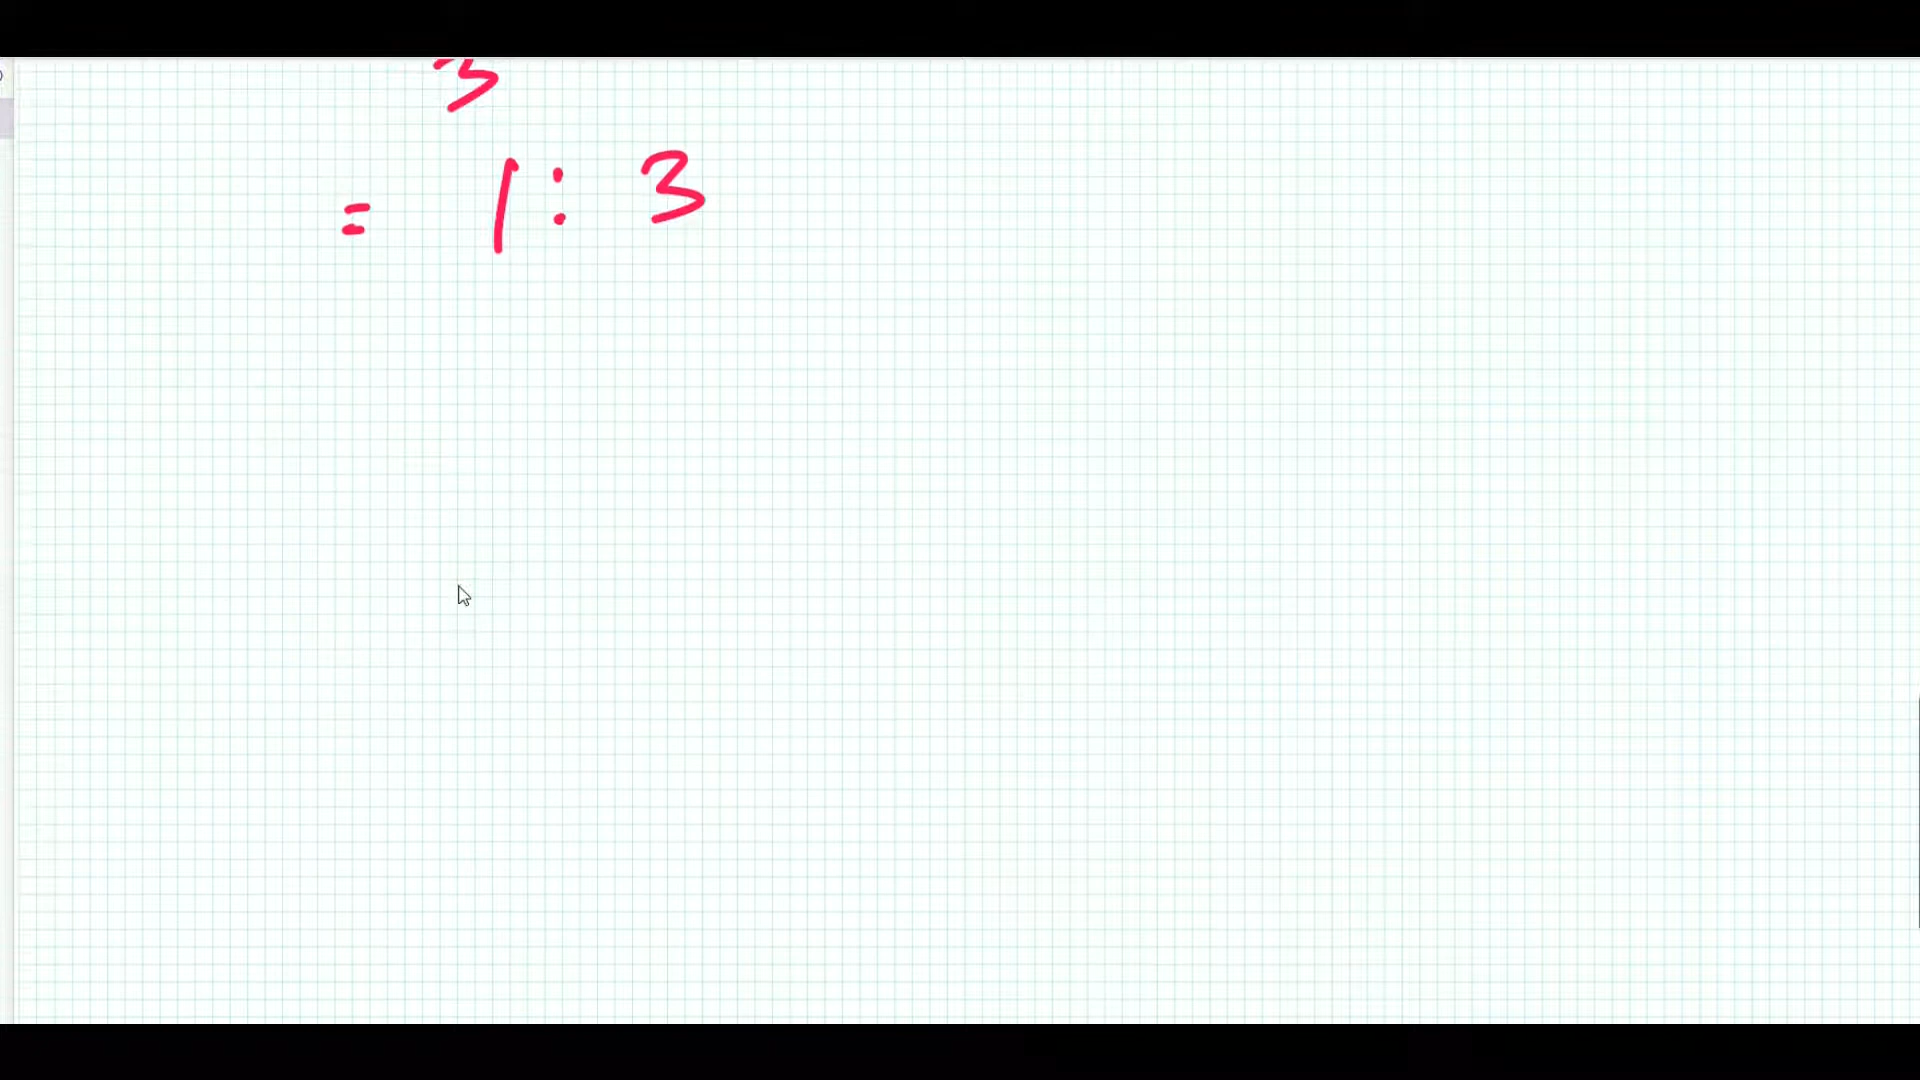 3
= 1 : 3